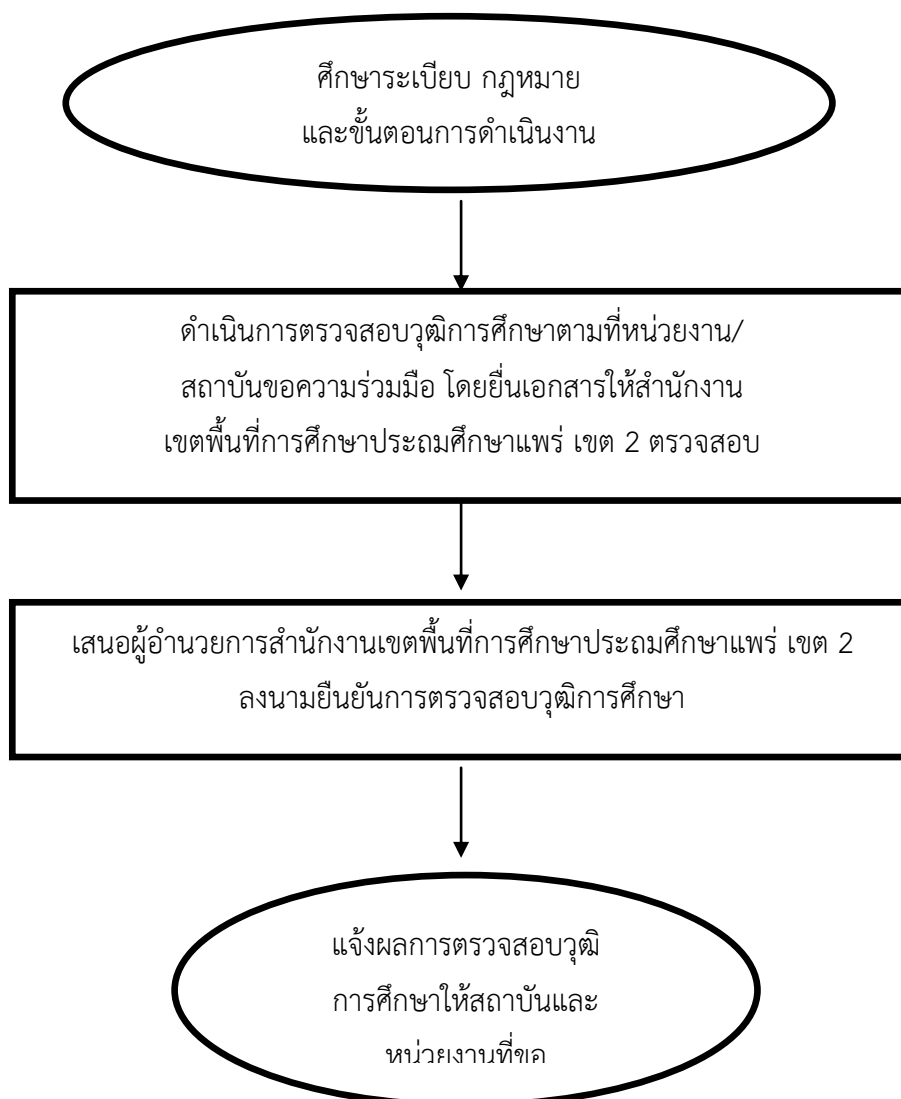 ศึกษาระเบียบ กฎหมาย
และขั้นตอนการดำเนินงาน
ดำเนินการตรวจสอบวุฒิการศึกษาตามที่หน่วยงาน/
สถาบันขอความร่วมมือ โดยยื่นเอกสารให้สำนักงาน
เขตพื้นที่การศึกษาประถมศึกษาแพร่ เขต 2 ตรวจสอบ
เสนอผู้อำนวยการสำนักงานเขตพื้นที่การศึกษาประถมศึกษาแพร่ เขต 2
ลงนามยืนยันการตรวจสอบวุฒิการศึกษา
แจ้งผลการตรวจสอบวุฒิ
การศึกษาให้สถาบันและ
หน่วยงานที่ขอ